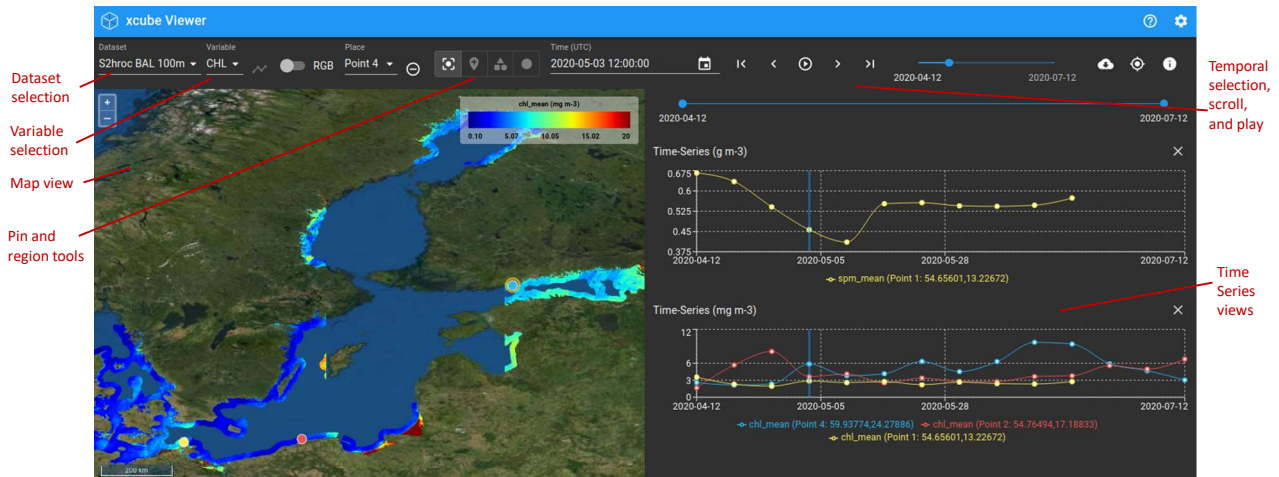 xcube Viewer
Dataset
Variable
Place
Time (UTC)
S2hroc BAL 100m
CHL
RGB
Point 4
2020-05-03 12:00:00
2020-04-12
2020-07-12
Dataset
selection
Variable
selection
Map view
Pin and
region tools
+
−
chl_mean (mg m-3)
0.10 5.07 10.05 15.02 20
200 km
2020-04-12
2020-07-12
Time-Series (g m-3)
0.675
0.6
0.525
0.45
0.375
2020-04-12 2020-05-05 2020-05-28 2020-07-12
spm_mean (Point 1: 54.65601,13.22672)
Time-Series (mg m-3)
12
6
3
0
2020-04-12 2020-05-05 2020-05-28 2020-07-12
chl_mean (Point 4: 59.93774,24.27886) chl_mean (Point 2: 54.76494,17.18833)
chl_mean (Point 1: 54.65601,13.22672)
Temporal
selection,
scroll,
and play
Time
Series
views